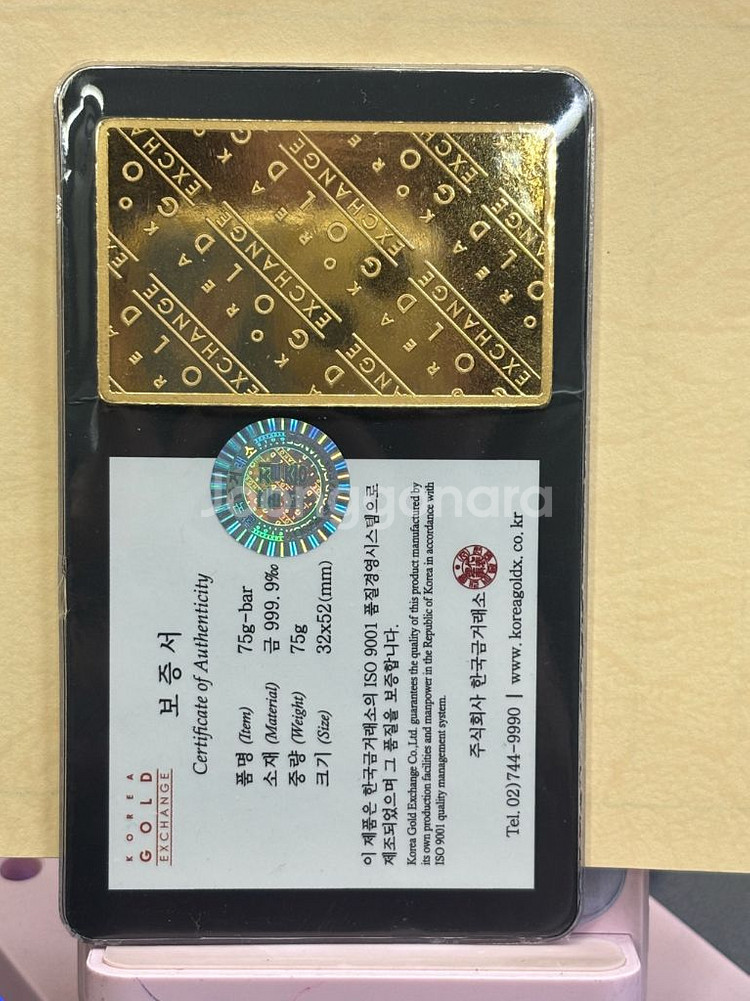 KOREA
GOLD
EXCHANGE
보증서
Certificate of Authenticity
품명 (Item) 75g-bar
소재 (Material) 금 999.9‰
중량 (Weight) 75g
크기 (Size) 32x52(mm)
이 제품은 한국금거래소의 ISO 9001 품질경영시스템으로
제조되었으며 그 품질을 보증합니다.
Korea Gold Exchange Co.,Ltd. guarantees the quality of this product manufactured by
its own production facilities and manpower in the Republic of Korea in accordance with
ISO 9001 quality management system.
주식회사 한국금거래소
Tel. 02)744-9990 | www.koreagoldx.co.kr
KOREA
GOLD
EXCHANGE
Joonggonara